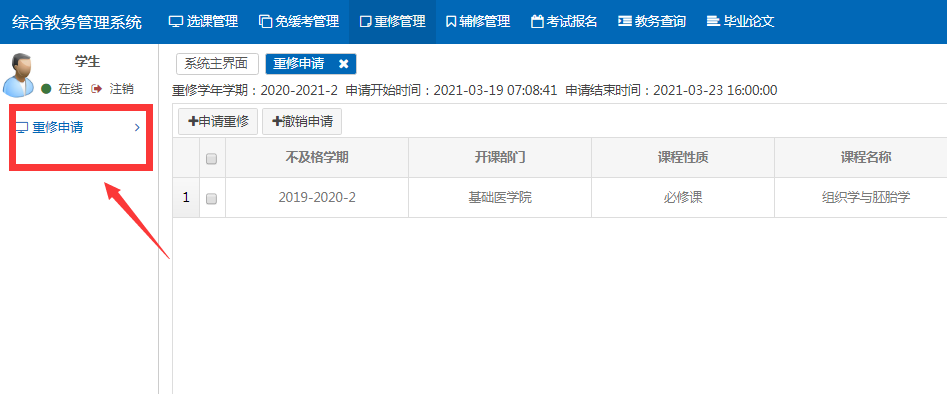 综合教务管理系统 选课管理 免缓考管理 重修管理 辅修管理 考试报名 教务查询 毕业论文
学生
在线 注销
重修申请
系统主界面 重修申请
重修学年学期：2020-2021-2 申请开始时间：2021-03-19 07:08:41 申请结束时间：2021-03-23 16:00:00
申请重修 撤销申请
不及格学期 开课部门 课程性质 课程名称
1 2019-2020-2 基础医学院 必修课 组织学与胚胎学